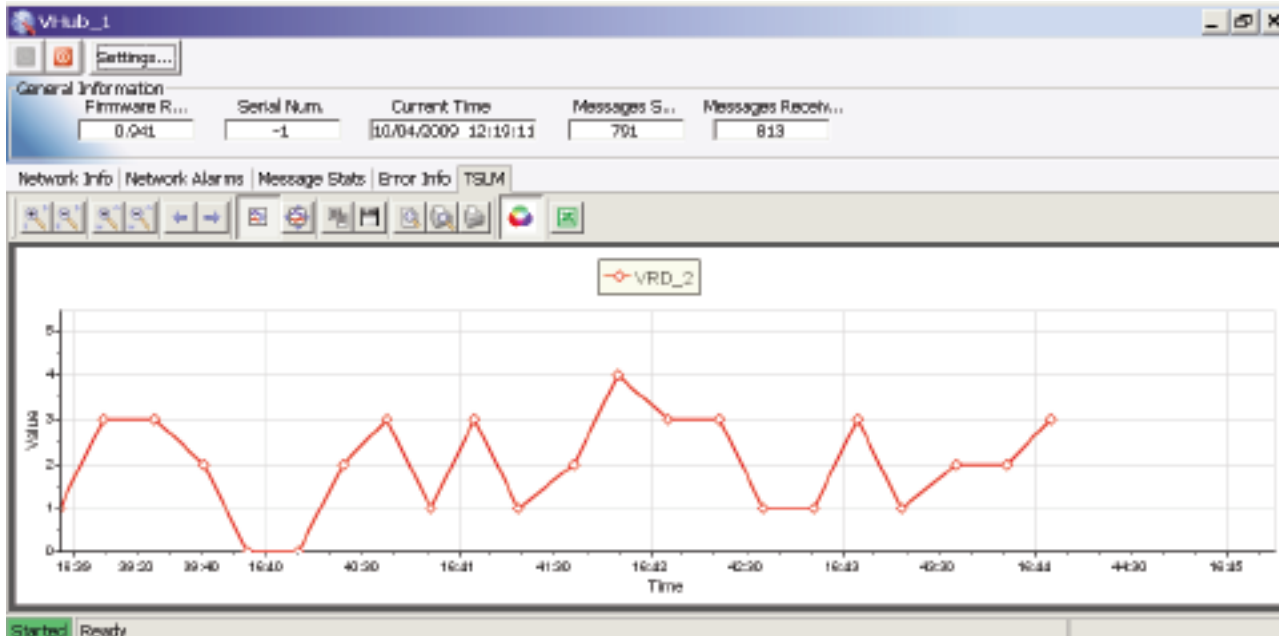 VHub_1
Settings...
General Information
Firmware R... Serial Num. Current Time Messages S... Messages Receiv...
0.941 -1 10/04/2009 12:19:11 791 813
Network Info Network Alarms Message Stats Error Info TSLM
VRD_2
5
4
3
2
1
0
Value
16:39 39:20 39:40 16:40 40:30 16:41 41:30 16:42 42:30 16:43 43:30 16:44 44:30 16:45
Time
Started Ready